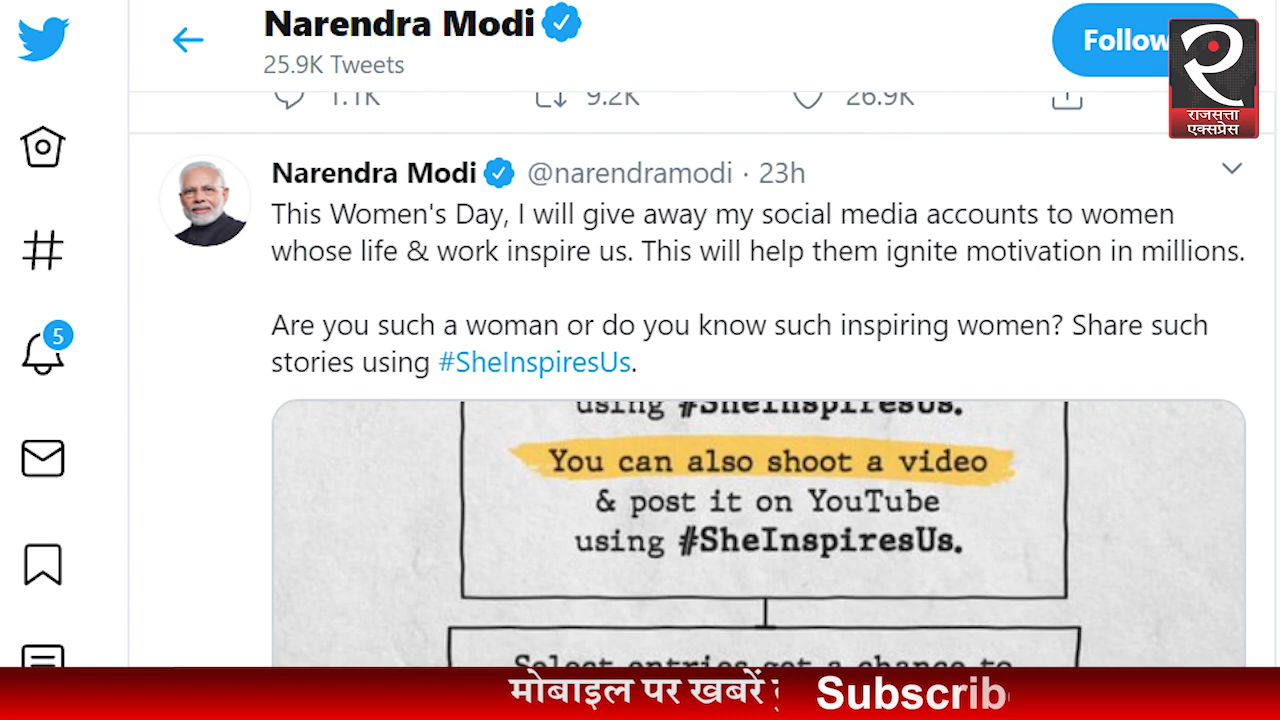 Narendra Modi
25.9K Tweets
Follow
राजसत्ता
एक्सप्रेस
1.1K 9.2K 26.9K
5
Narendra Modi @narendramodi · 23h
This Women's Day, I will give away my social media accounts to women
whose life & work inspire us. This will help them ignite motivation in millions.
Are you such a woman or do you know such inspiring women? Share such
stories using #SheInspiresUs.
using #SheInspiresUs.
You can also shoot a video
& post it on YouTube
using #SheInspiresUs.
Select entries get a chance to
मोबाइल पर खबरें
Subscrib